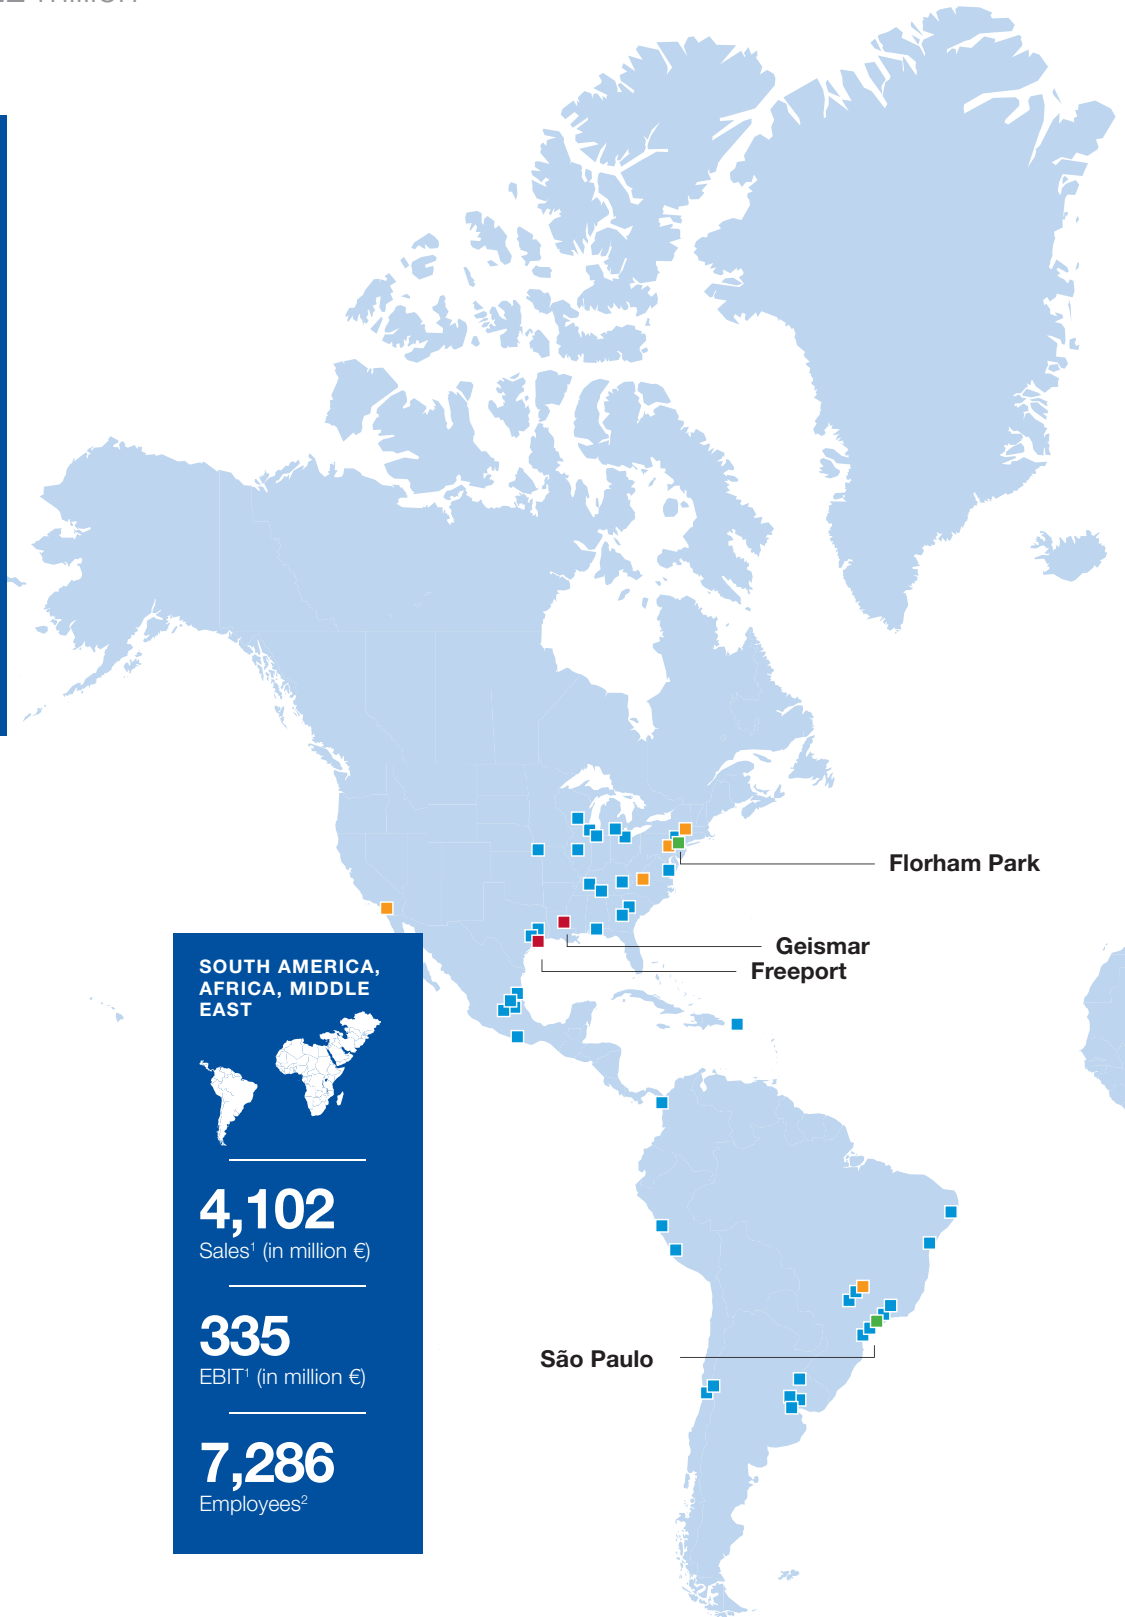 Florham Park
Geismar
Freeport
SOUTH AMERICA,
AFRICA, MIDDLE
EAST
4,102
Sales¹ (in million €)
335
EBIT¹ (in million €)
7,286
Employees²
São Paulo